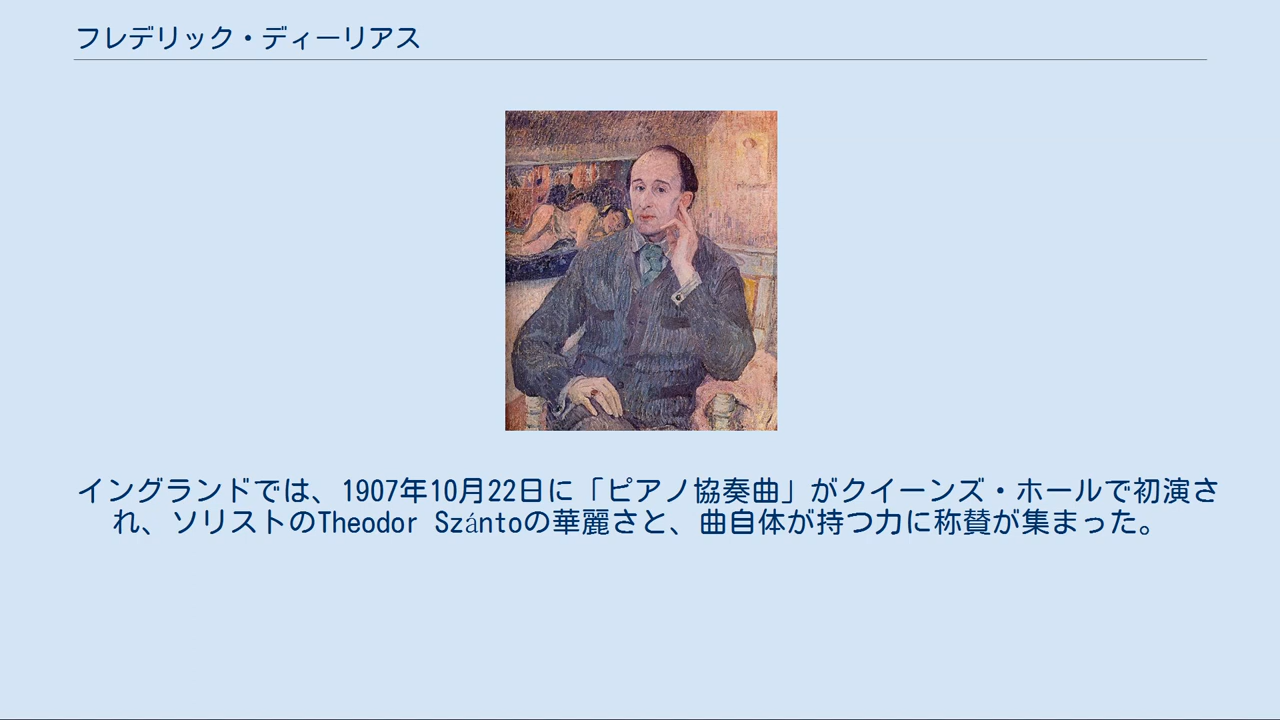 フレデリック・ディーリアス
イングランドでは、1907年10月22日に「ピアノ協奏曲」がクイーンズ・ホールで初演さ
れ、ソリストのTheodor Szántoの華麗さと、曲自体が持つ力に称賛が集まった。